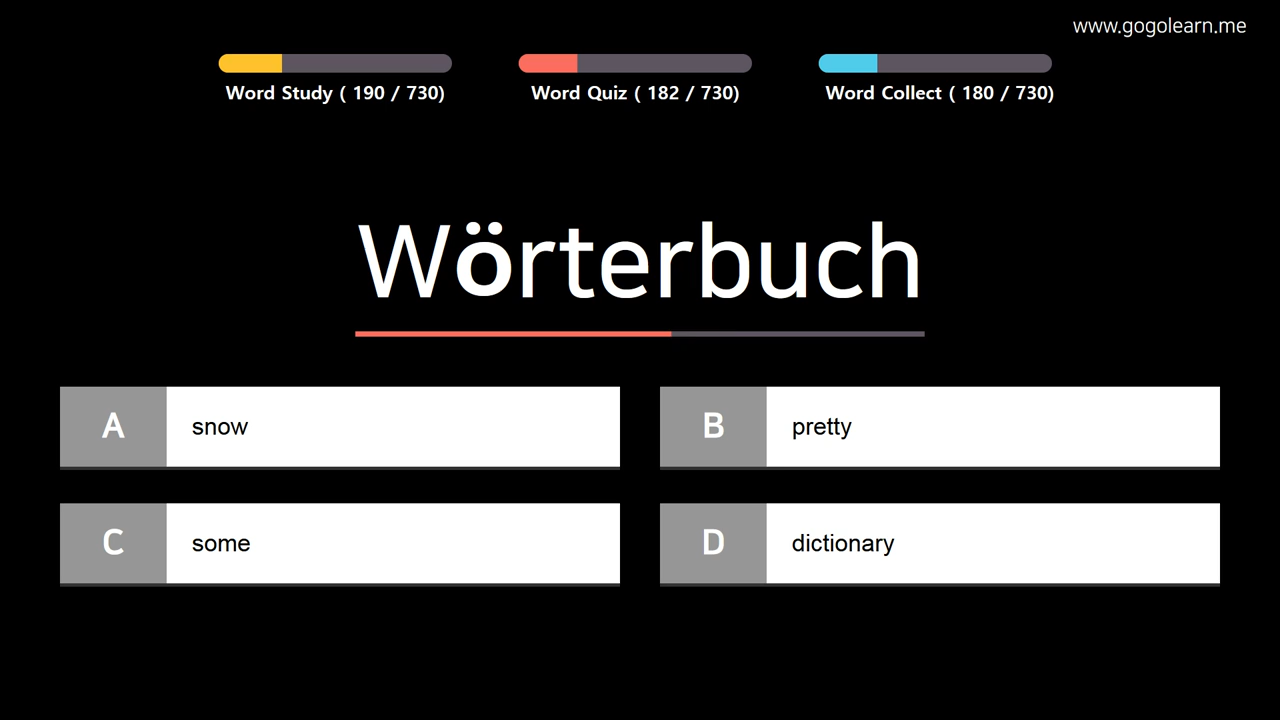 www.gogolearn.me
Word Study ( 190 / 730)
Word Quiz ( 182 / 730)
Word Collect ( 180 / 730)
Wörterbuch
A snow
B pretty
C some
D dictionary